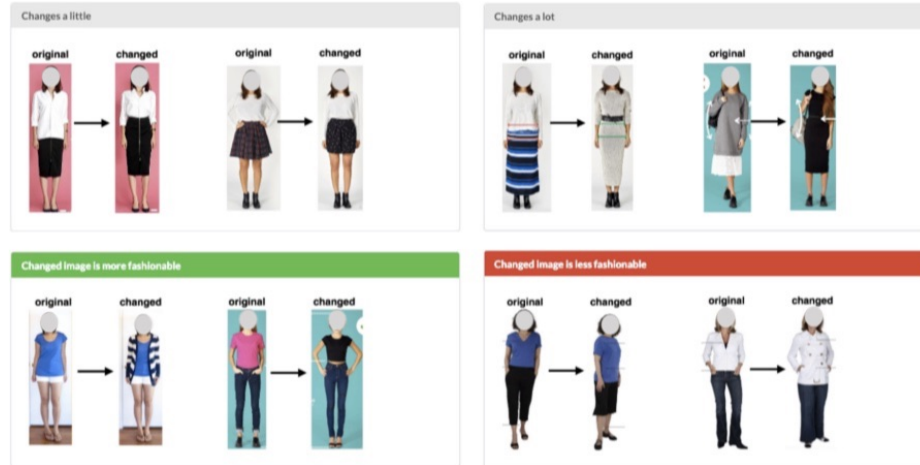 Changes a little
original changed original changed
Changes a lot
original changed original changed
Changed image is more fashionable
original changed original changed
Changed image is less fashionable
original changed original changed